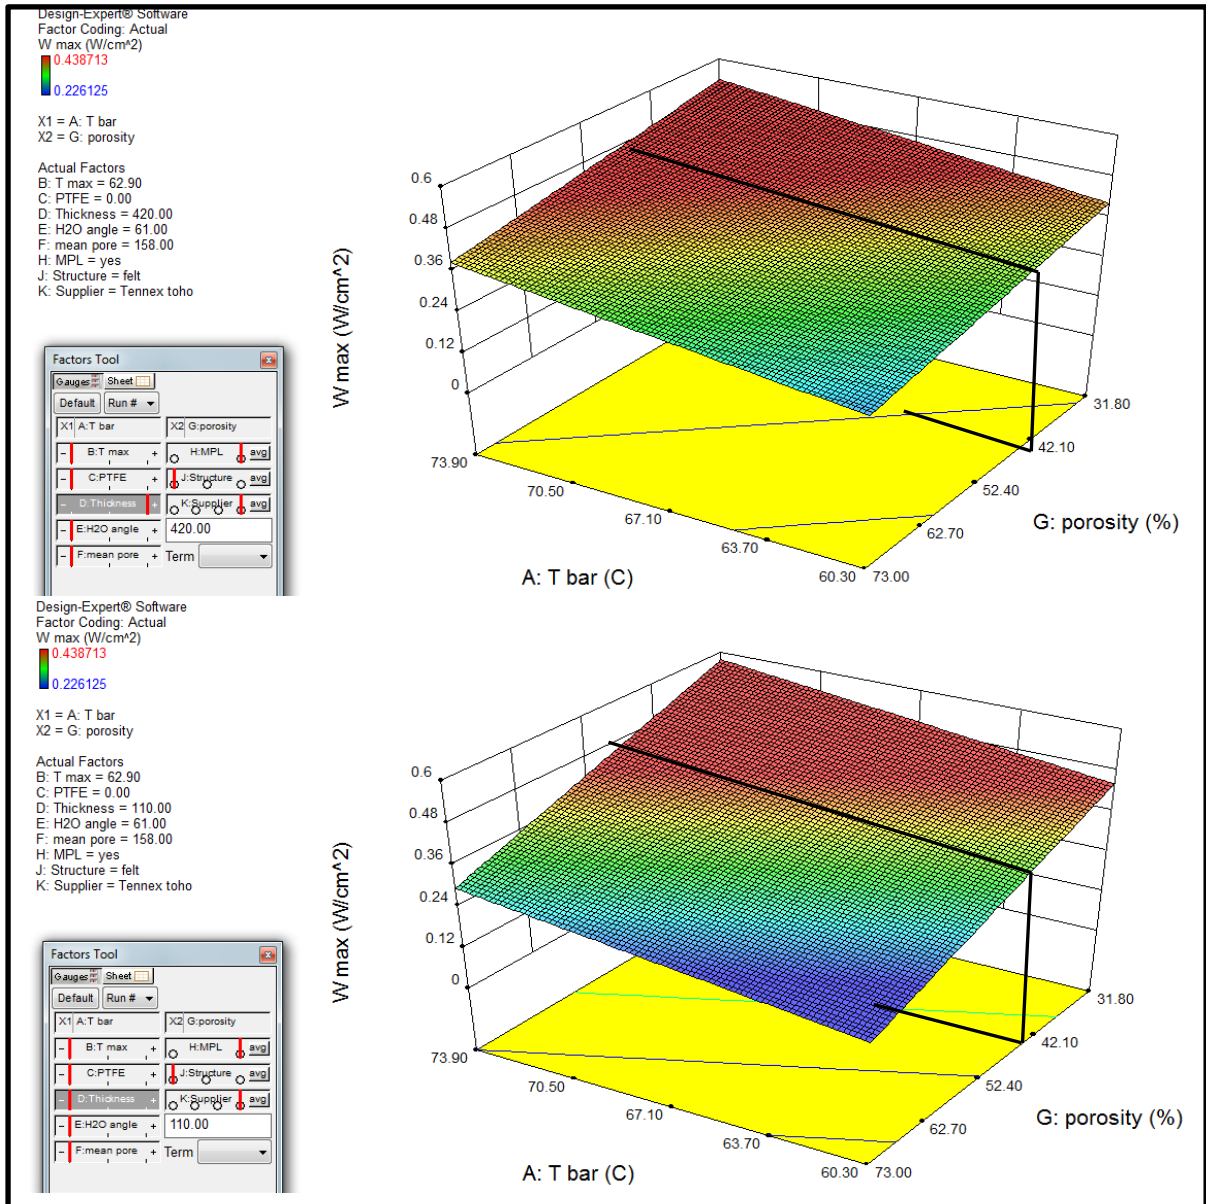 Design-Expert® Software
Factor Coding: Actual
W max (W/cm^2)
0.438713
0.226125
X1 = A: T bar
X2 = G: porosity
Actual Factors
B: T max = 62.90
C: PTFE = 0.00
D: Thickness = 420.00
E: H2O angle = 61.00
F: mean pore = 158.00
H: MPL = yes
J: Structure = felt
K: Supplier = Tennex toho
Factors Tool
Gauges Sheet
Default Run #
X1 A:T bar X2 G:porosity
- B:T max + H:MPL avg
- C:PTFE + J:Structure avg
- D:Thickness + K:Supplier avg
- E:H2O angle + 420.00
- F:mean pore + Term
W max (W/cm^2)
0.6
0.48
0.36
0.24
0.12
0
73.90
70.50
67.10
63.70
60.30
A: T bar (C)
31.80
42.10
52.40
62.70
73.00
G: porosity (%)
Design-Expert® Software
Factor Coding: Actual
W max (W/cm^2)
0.438713
0.226125
X1 = A: T bar
X2 = G: porosity
Actual Factors
B: T max = 62.90
C: PTFE = 0.00
D: Thickness = 110.00
E: H2O angle = 61.00
F: mean pore = 158.00
H: MPL = yes
J: Structure = felt
K: Supplier = Tennex toho
Factors Tool
Gauges Sheet
Default Run #
X1 A:T bar X2 G:porosity
- B:T max + H:MPL avg
- C:PTFE + J:Structure avg
- D:Thickness + K:Supplier avg
- E:H2O angle + 110.00
- F:mean pore + Term
W max (W/cm^2)
0.6
0.48
0.36
0.24
0.12
0
73.90
70.50
67.10
63.70
60.30
A: T bar (C)
31.80
42.10
52.40
62.70
73.00
G: porosity (%)